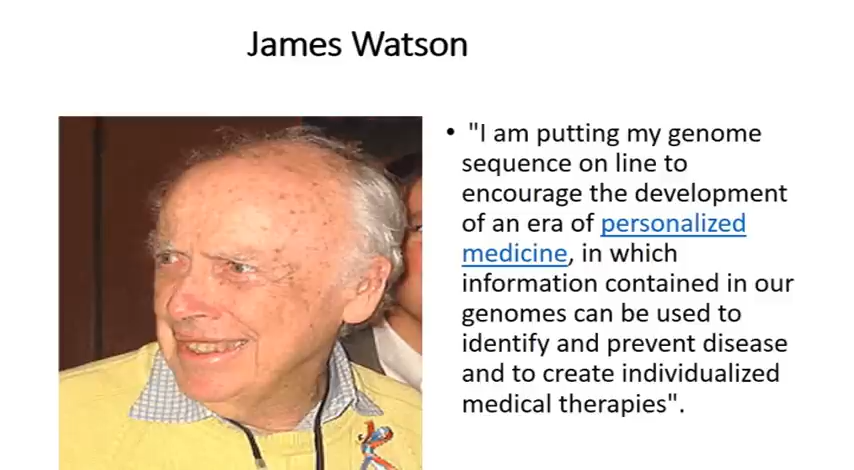 James Watson
• "I am putting my genome
sequence on line to
encourage the development
of an era of personalized
medicine, in which
information contained in our
genomes can be used to
identify and prevent disease
and to create individualized
medical therapies".